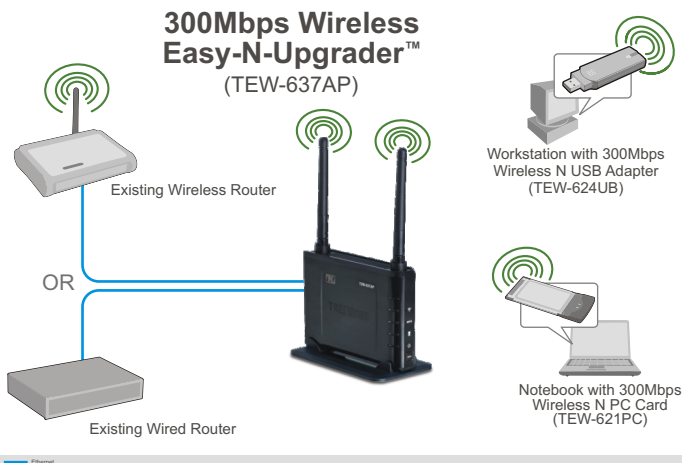 300Mbps Wireless
Easy-N-Upgrader™
(TEW-637AP)
Existing Wireless Router
OR
Existing Wired Router
Workstation with 300Mbps
Wireless N USB Adapter
(TEW-624UB)
Notebook with 300Mbps
Wireless N PC Card
(TEW-621PC)
Ethernet